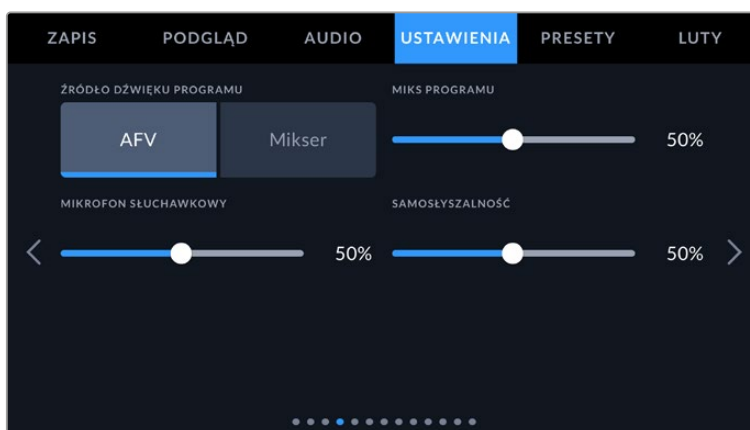 ZAPIS PODGLĄD AUDIO USTAWIENIA PRESETY LUTY
ŹRÓDŁO DŹWIĘKU PROGRAMU MIKS PROGRAMU
AFV Mikser 50%
MIKROFON SŁUCHAWKOWY SAMOSŁYSZALNOŚĆ
50% 50%